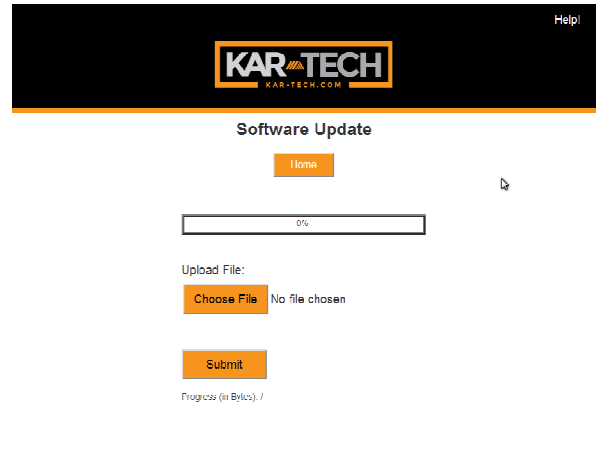 Help!
KAR-TECH
KAR-TECH.COM
Software Update
Home
0%
Upload File:
Choose File No file chosen
Submit
Progress (in Bytes): /